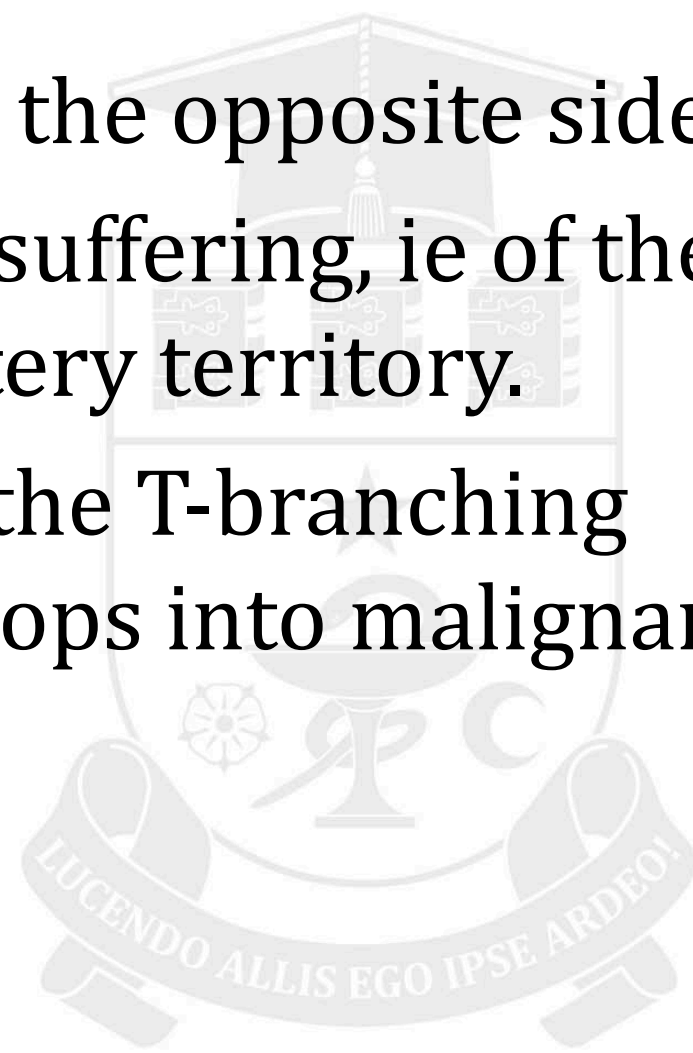 the opposite side
suffering, ie of the
tery territory.
the T-branching
ops into malignan
LUCENDO ALLIS EGO IPSE ARDEO!